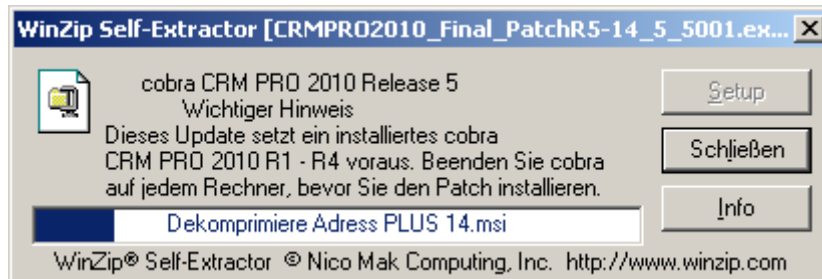 WinZip Self-Extractor [CRMPRO2010_Final_PatchR5-14_5_5001.ex...
cobra CRM PRO 2010 Release 5
Wichtiger Hinweis
Dieses Update setzt ein installiertes cobra
CRM PRO 2010 R1 - R4 voraus. Beenden Sie cobra
auf jedem Rechner, bevor Sie den Patch installieren.
Setup
Schließen
Info
Dekomprimiere Adress PLUS 14.msi
WinZip® Self-Extractor © Nico Mak Computing, Inc. http://www.winzip.com